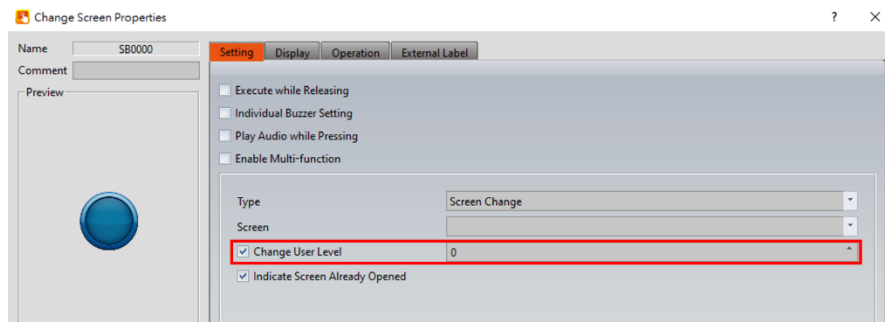 Change Screen Properties ? ×
Name SB0000
Comment
Preview
Setting Display Operation External Label
Execute while Releasing
Individual Buzzer Setting
Play Audio while Pressing
Enable Multi-function
Type Screen Change
Screen
Change User Level 0
Indicate Screen Already Opened